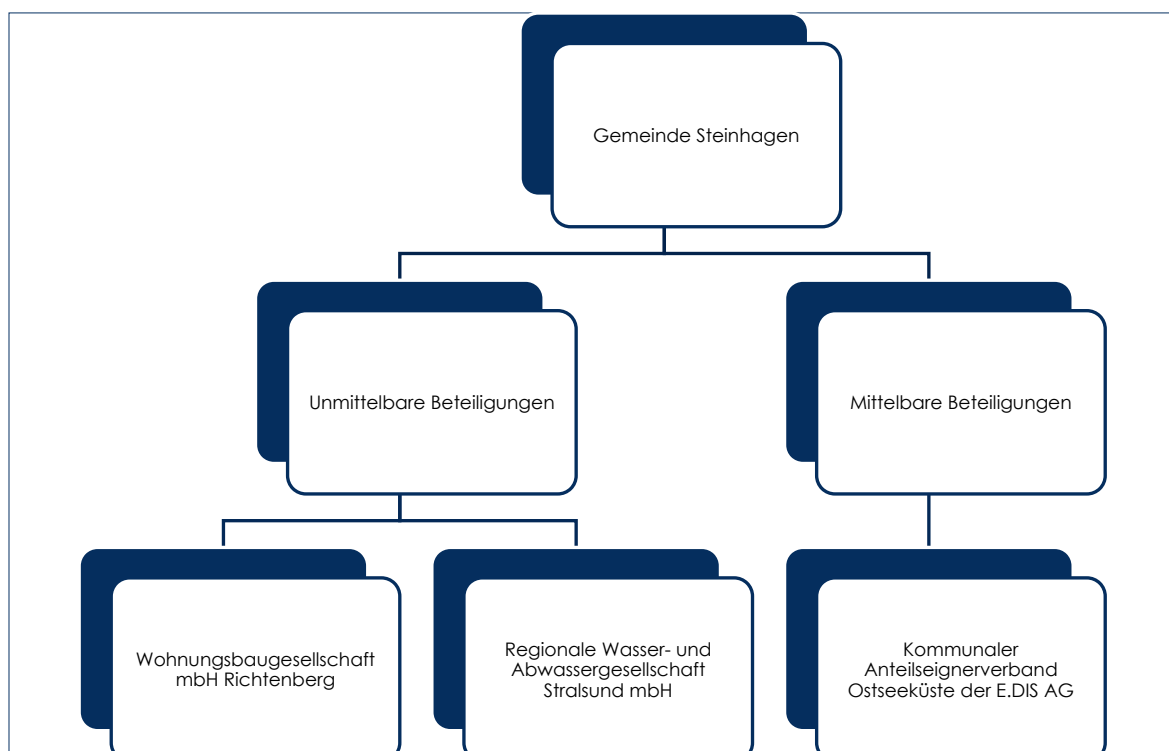 Gemeinde Steinhagen
Unmittelbare Beteiligungen
Mittelbare Beteiligungen
Wohnungsbaugesellschaft
mbH Richtenberg
Regionale Wasser- und
Abwassergesellschaft
Stralsund mbH
Kommunaler
Anteilseignerverband
Ostseeküste der E.DIS AG